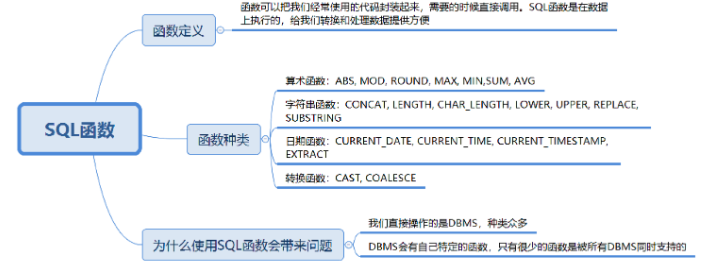 SQL函数
函数定义
函数可以把我们经常使用的代码封装起来，需要的时候直接调用。SQL函数是在数据
上执行的，给我们转换和处理数据提供方便
函数种类
算术函数：ABS, MOD, ROUND, MAX, MIN,SUM, AVG
字符串函数：CONCAT, LENGTH, CHAR_LENGTH, LOWER, UPPER, REPLACE,
SUBSTRING
日期函数：CURRENT_DATE, CURRENT_TIME, CURRENT_TIMESTAMP,
EXTRACT
转换函数：CAST, COALESCE
为什么使用SQL函数会带来问题
我们直接操作的是DBMS，种类众多
DBMS会有自己特定的函数，只有很少的函数是被所有DBMS同时支持的